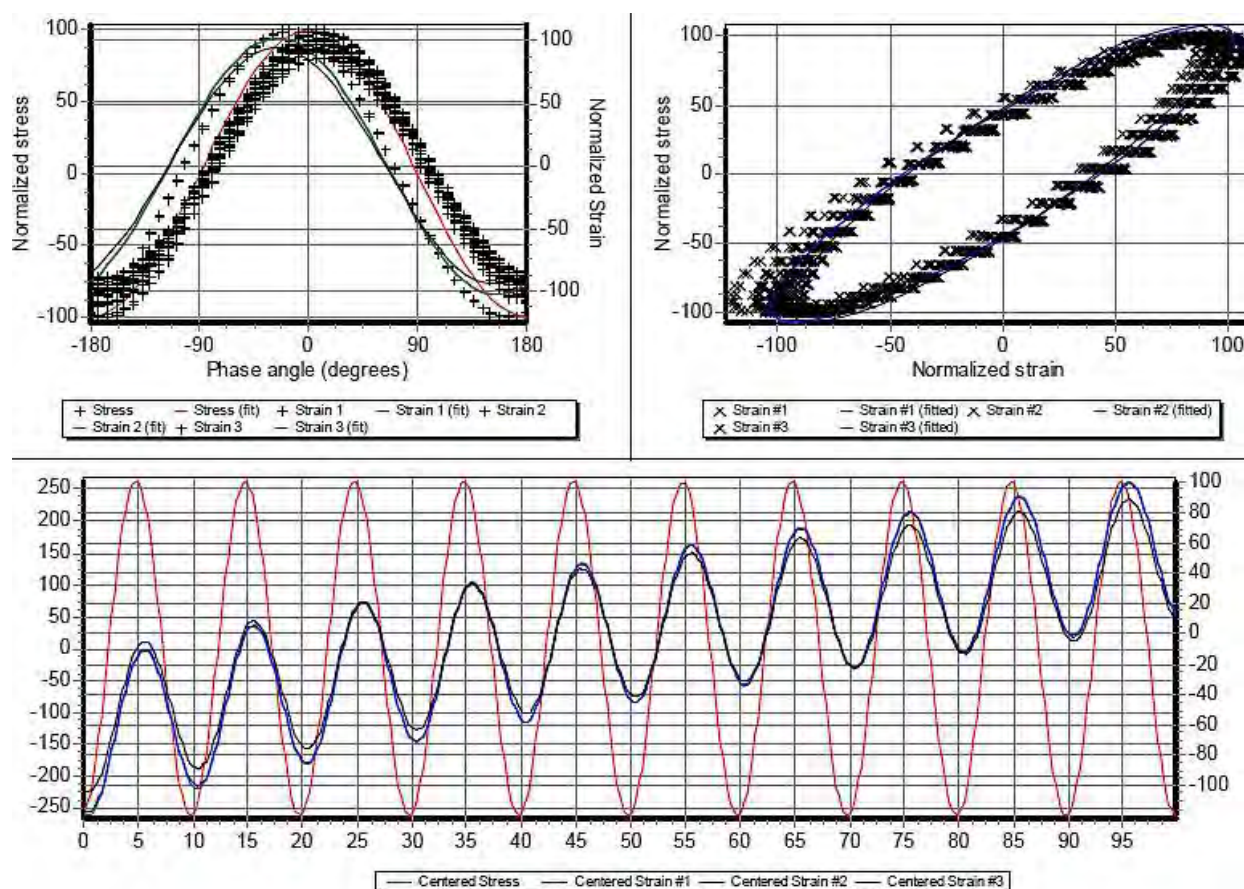 100
50
0
-50
-100
Normalized stress
100
50
0
-50
-100
Normalized Strain
-180 -90 0 90 180
Phase angle (degrees)
+ Stress — Stress (fit) + Strain 1 — Strain 1 (fit) + Strain 2
— Strain 2 (fit) + Strain 3 — Strain 3 (fit)
100
50
0
-50
-100
Normalized stress
-100 -50 0 50 100
Normalized strain
× Strain #1 — Strain #1 (fitted) × Strain #2 — Strain #2 (fitted)
× Strain #3 — Strain #3 (fitted)
250
200
150
100
50
0
-50
-100
-150
-200
-250
100
80
60
40
20
0
-20
-40
-60
-80
-100
0 5 10 15 20 25 30 35 40 45 50 55 60 65 70 75 80 85 90 95
— Centered Stress — Centered Strain #1 — Centered Strain #2 — Centered Strain #3